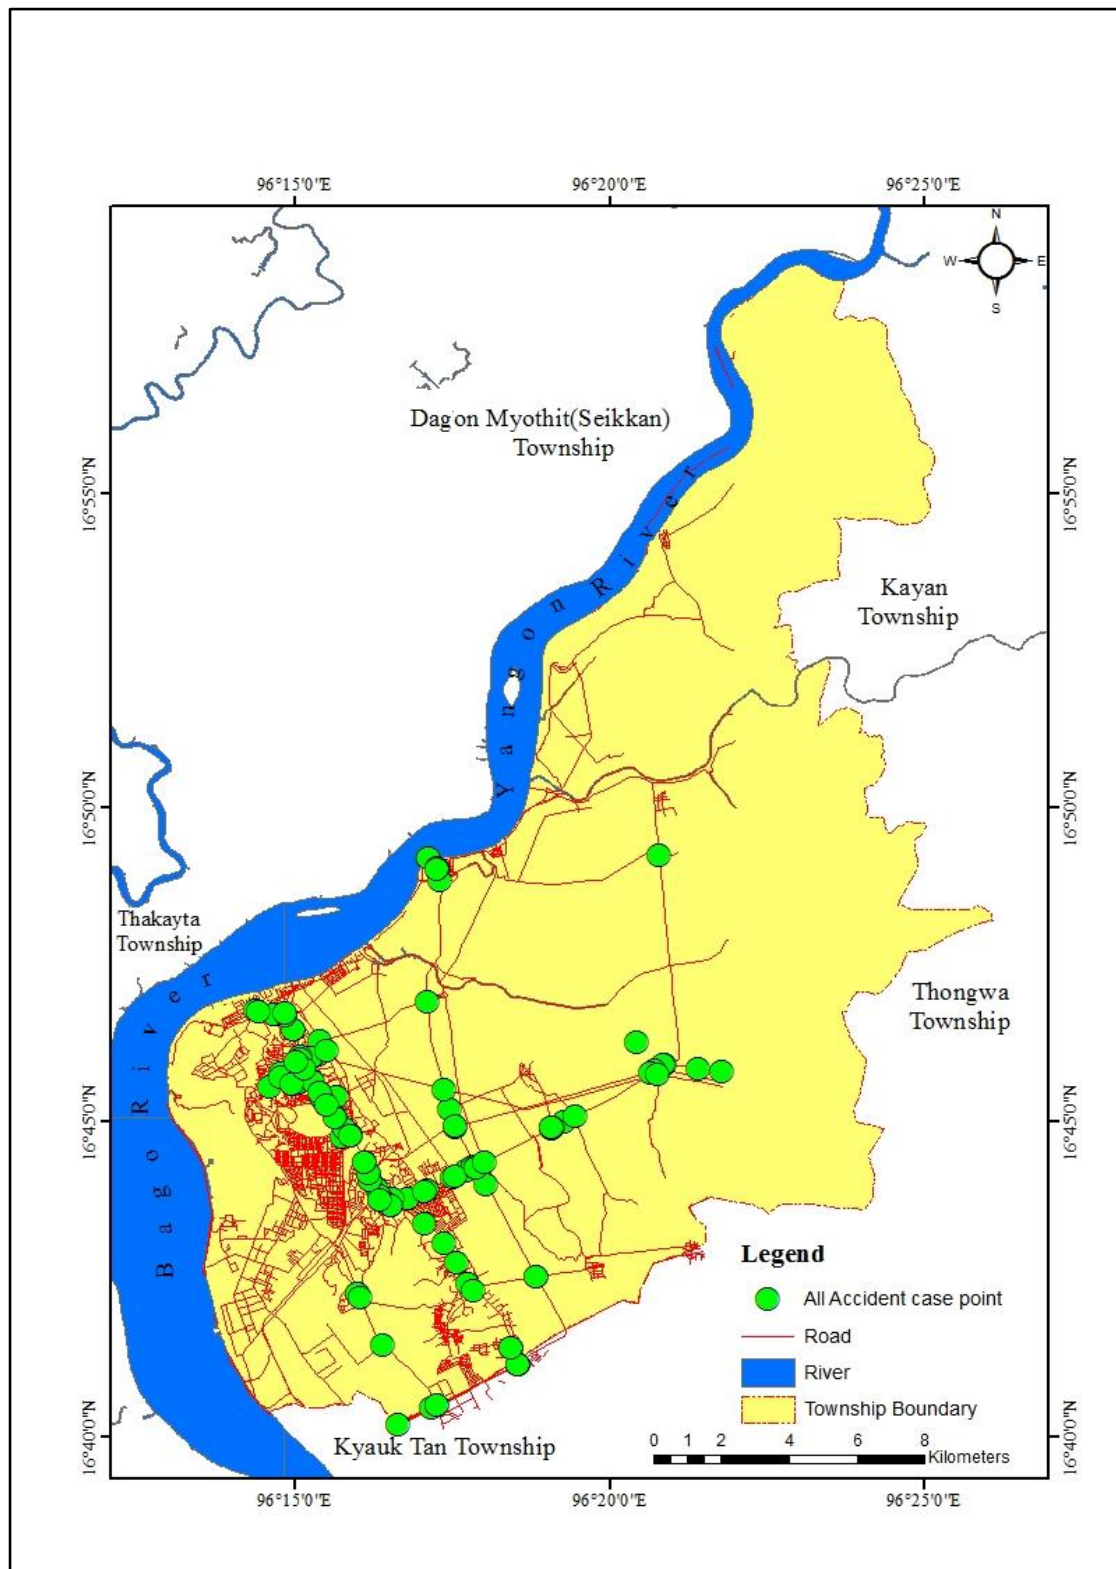 96°15'0"E
96°20'0"E
96°25'0"E
N
W
E
S
Dagon Myothit(Seikkan)
Township
16°55'0"N
16°55'0"N
Kayan
Township
Yangon River
16°50'0"N
16°50'0"N
Thakayta
Township
Thongwa
Township
Bago River
16°45'0"N
16°45'0"N
Legend
All Accident case point
Road
River
Township Boundary
0 1 2 4 6 8
Kilometers
Kyauk Tan Township
16°40'0"N
16°40'0"N
96°15'0"E
96°20'0"E
96°25'0"E